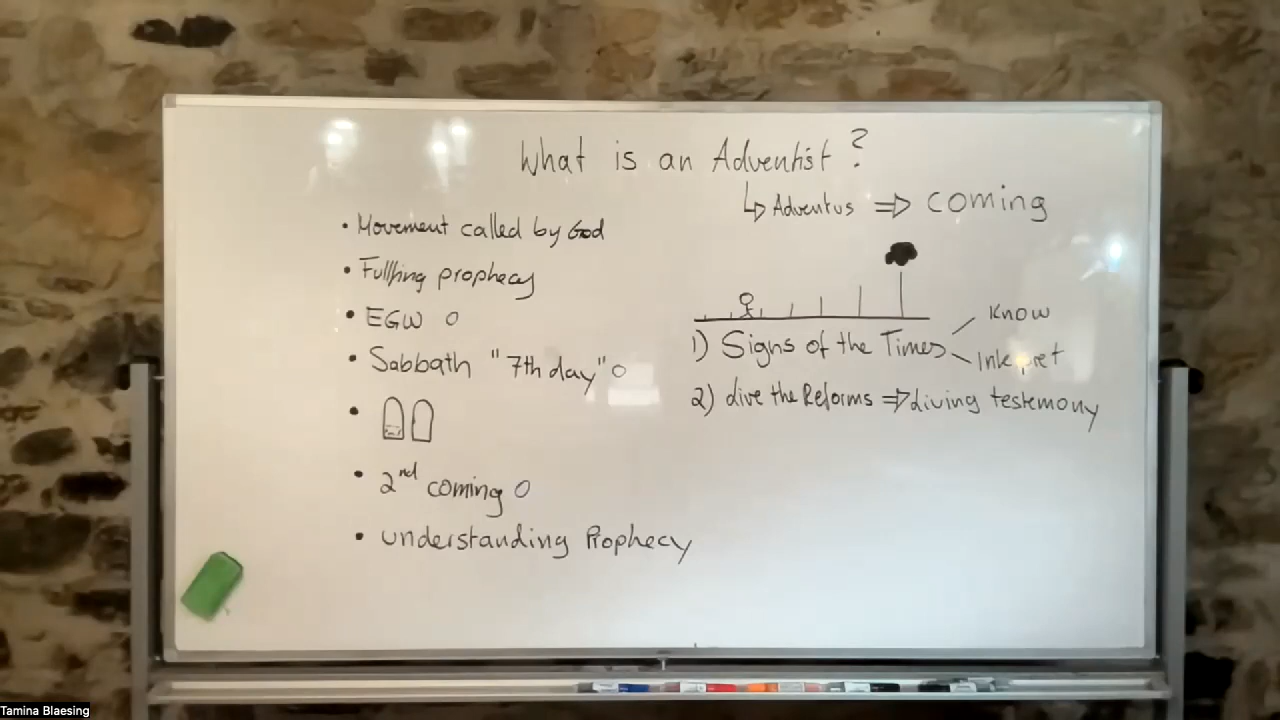 What is an Adventist?
↳ Adventus ⇒ coming
• Movement called by God
• Fullfing prophecy
• EGW O
• Sabbath "7th day" O
• 2nd coming O
• understanding Prophecy
1) Signs of the Times
Know
Interpret
2) Live the Reforms ⇒ Living testemony
Tamina Blaesing